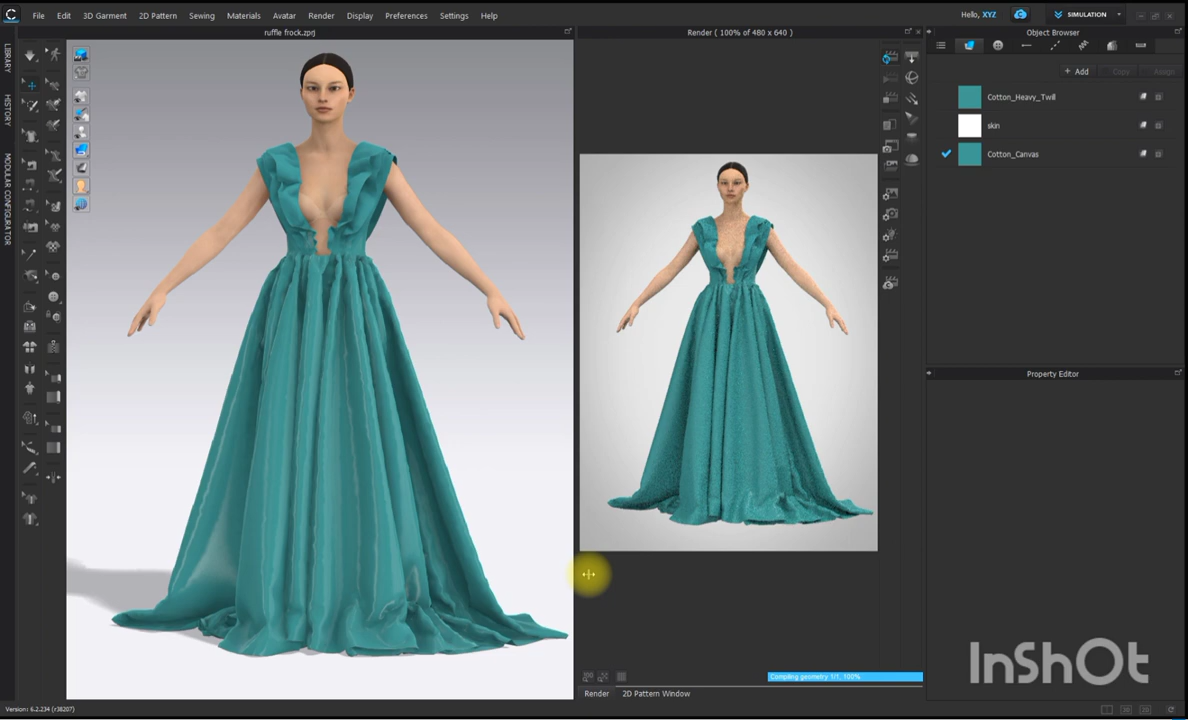 File Edit 3D Garment 2D Pattern Sewing Materials Avatar Render Display Preferences Settings Help
Hello, XYZ
SIMULATION
ruffle frock.zprj
Render ( 100% of 480 x 640 )
Object Browser
LIBRARY
HISTORY
MODULAR CONFIGURATOR
+ Add Copy Assign
Cotton_Heavy_Twill
skin
Cotton_Canvas
Property Editor
InShOt
Compiling geometry 1/1, 100%
Render 2D Pattern Window
Version: 6.2.234 (r38207)